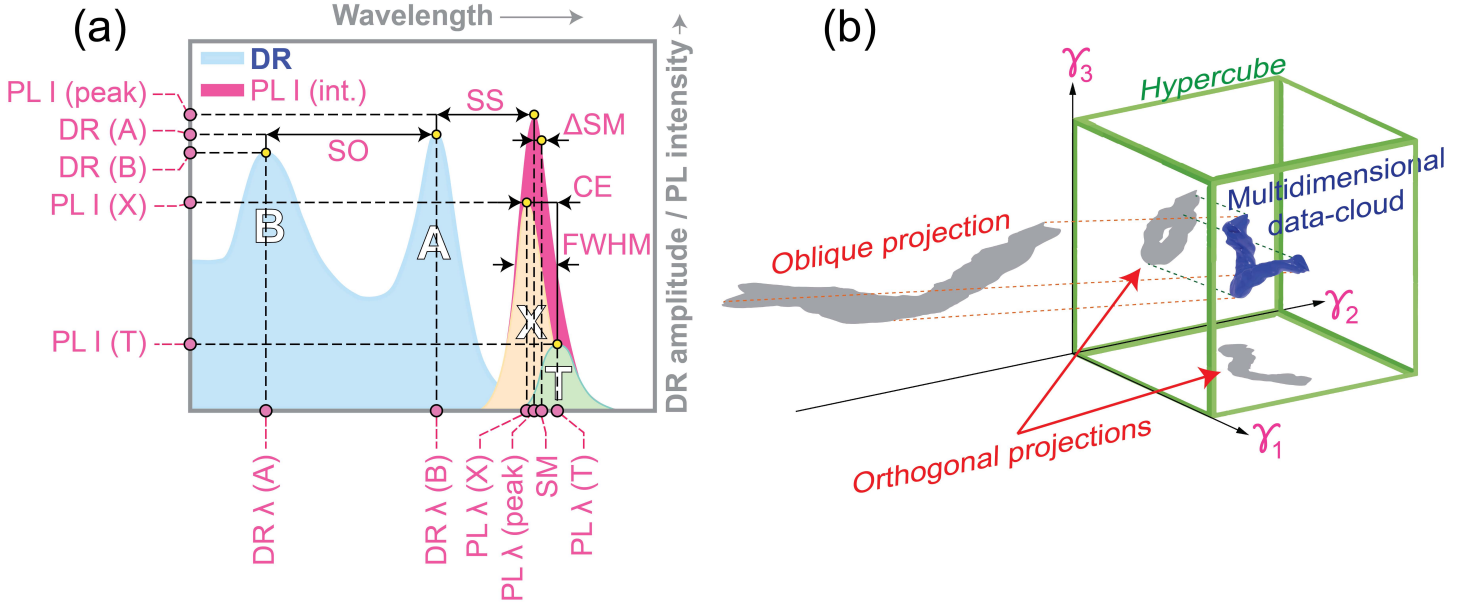 (a)
Wavelength
DR
PL I (int.)
PL I (peak)
DR (A)
DR (B)
PL I (X)
PL I (T)
SS
SO
ΔSM
CE
FWHM
B
A
X
T
DR amplitude / PL intensity
DR λ (A)
DR λ (B)
PL λ (X)
PL λ (peak)
SM
PL λ (T)
(b)
γ3
Hypercube
Multidimensional
data-cloud
Oblique projection
γ2
Orthogonal projections
γ1